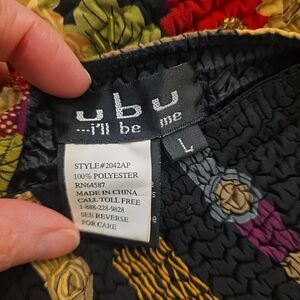 ubu
...i'll be me
L
STYLE#2042AP
100% POLYESTER
RN64587
MADE IN CHINA
CALL TOLL FREE
1-888-228-9828
SEE REVERSE
FOR CARE